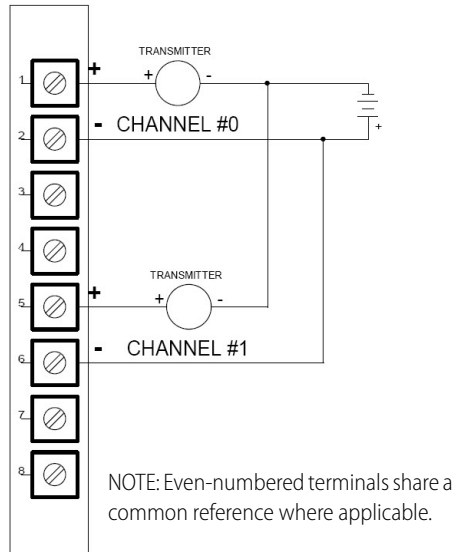 TRANSMITTER
1 + + -
- CHANNEL #0
2 +
3
4
TRANSMITTER
5 + + -
- CHANNEL #1
6
7
8
NOTE: Even-numbered terminals share a
common reference where applicable.